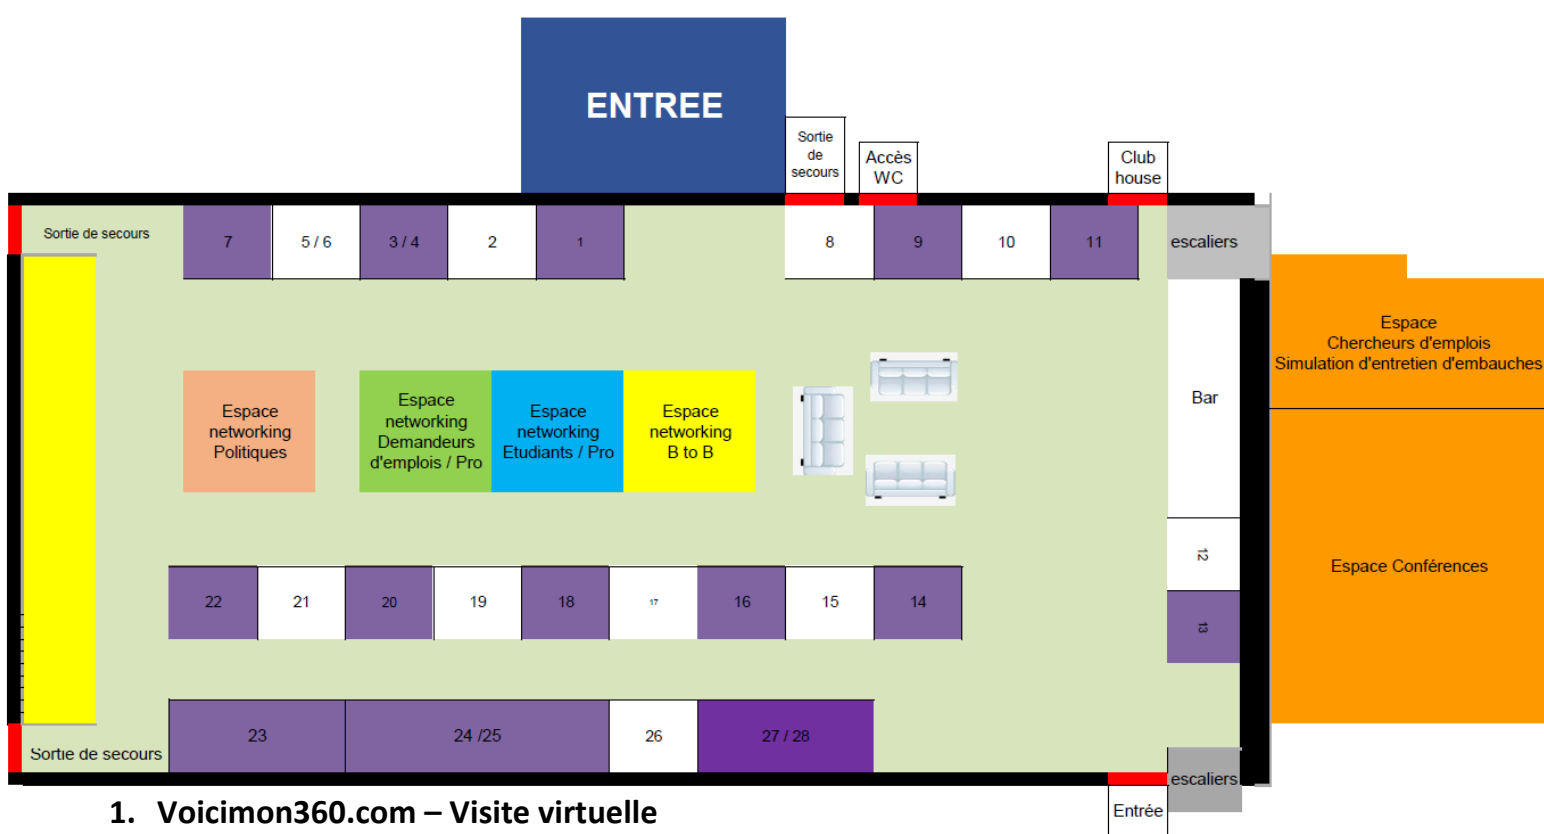 ENTREE
Sortie
de
secours
Accès
WC
Club
house
Sortie de secours
7
5 / 6
3 / 4
2
1
8
9
10
11
escaliers
Espace
Chercheurs d'emplois
Simulation d'entretien d'embauches
Bar
Espace
networking
Politiques
Espace
networking
Demandeurs
d'emplois / Pro
Espace
networking
Etudiants / Pro
Espace
networking
B to B
12
Espace Conférences
22
21
20
19
18
17
16
15
14
13
23
24 /25
26
27 / 28
Sortie de secours
escaliers
Entrée
1. Voicimon360.com – Visite virtuelle